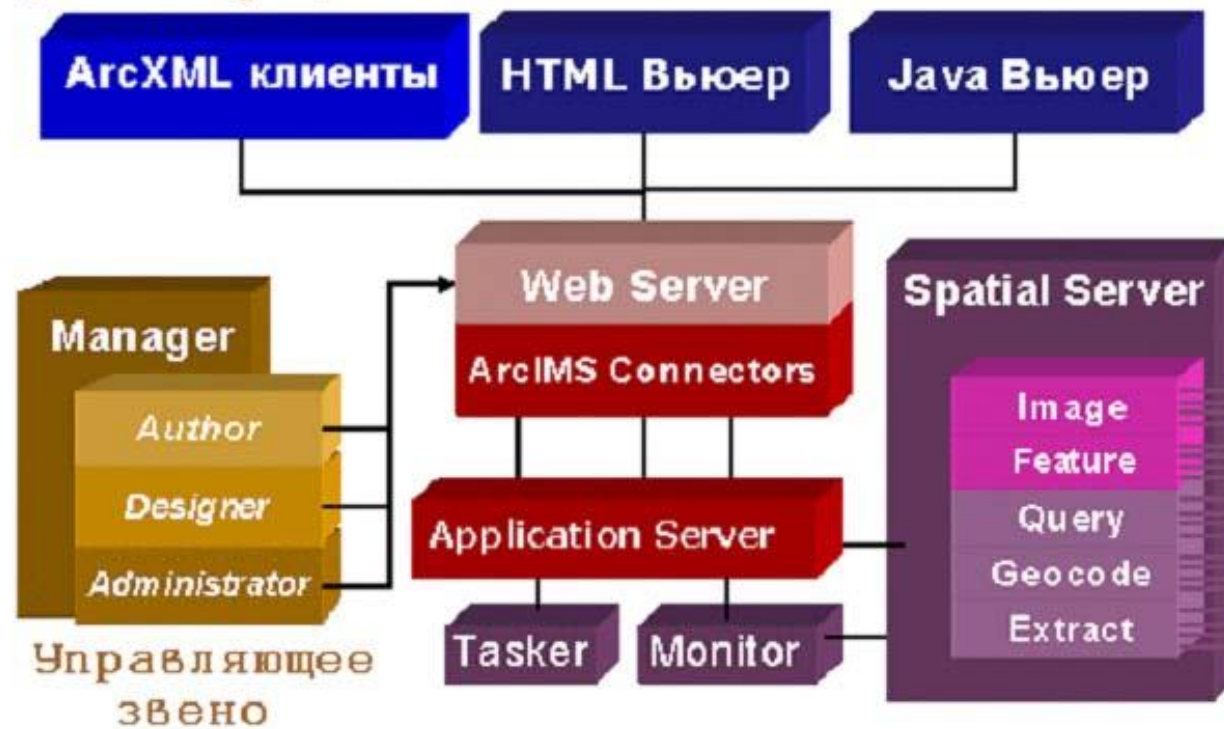 ArcXML клиенты
HTML Вьюер
Java Вьюер
Manager
Author
Designer
Administrator
Управляющее
звено
Web Server
ArcIMS Connectors
Application Server
Tasker
Monitor
Spatial Server
Image
Feature
Query
Geocode
Extract